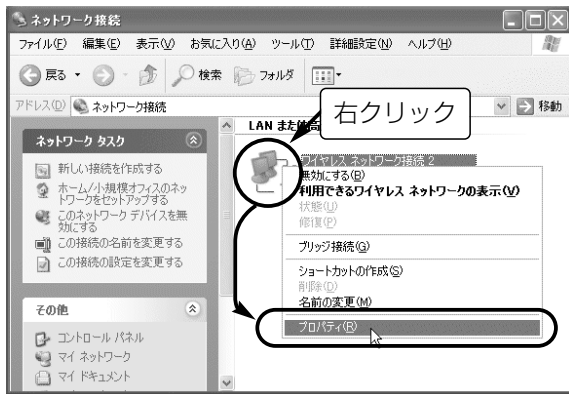 ネットワーク接続
ファイル(F) 編集(E) 表示(V) お気に入り(A) ツール(T) 詳細設定(N) ヘルプ(H)
戻る 検索 フォルダ
アドレス(D) ネットワーク接続 移動
右クリック
LAN または高
ネットワーク タスク
新しい接続を作成する
ホーム/小規模オフィスのネッ
トワークをセットアップする
このネットワーク デバイスを無
効にする
この接続の名前を変更する
この接続の設定を変更する
その他
コントロール パネル
マイ ネットワーク
マイ ドキュメント
ワイヤレス ネットワーク接続 2
無効にする(B)
利用できるワイヤレス ネットワークの表示(V)
状態(U)
修復(P)
ブリッジ接続(G)
ショートカットの作成(S)
削除(D)
名前の変更(M)
プロパティ(R)